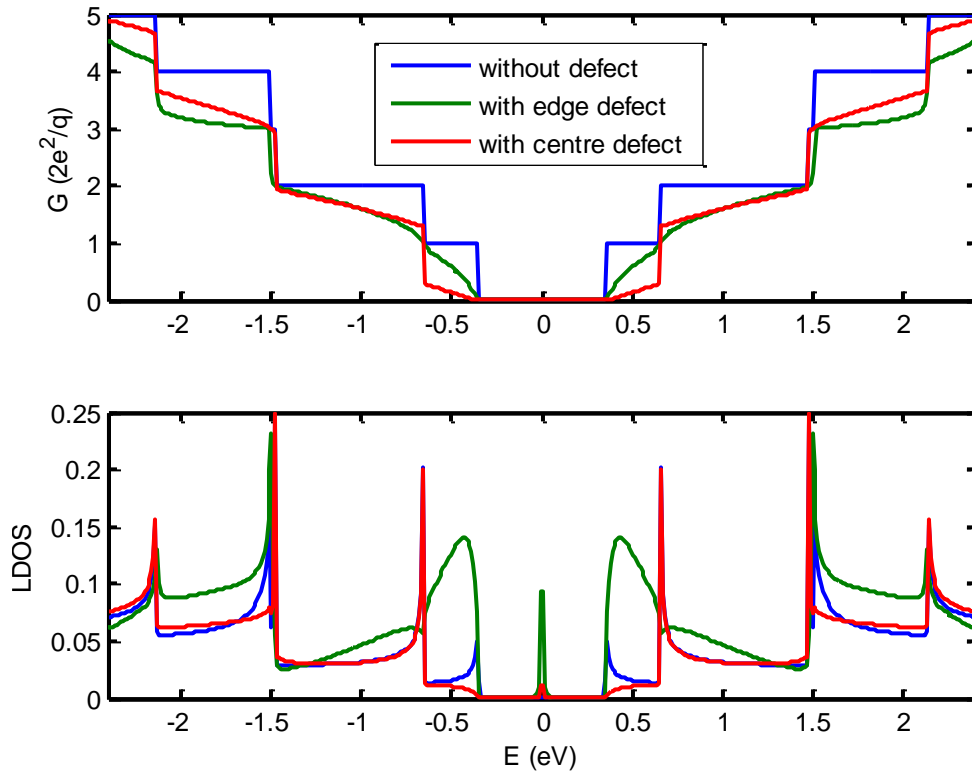 5
4
3
2
1
0
G (2e²/q)
without defect
with edge defect
with centre defect
-2 -1.5 -1 -0.5 0 0.5 1 1.5 2
0.25
0.2
0.15
0.1
0.05
0
LDOS
-2 -1.5 -1 -0.5 0 0.5 1 1.5 2
E (eV)